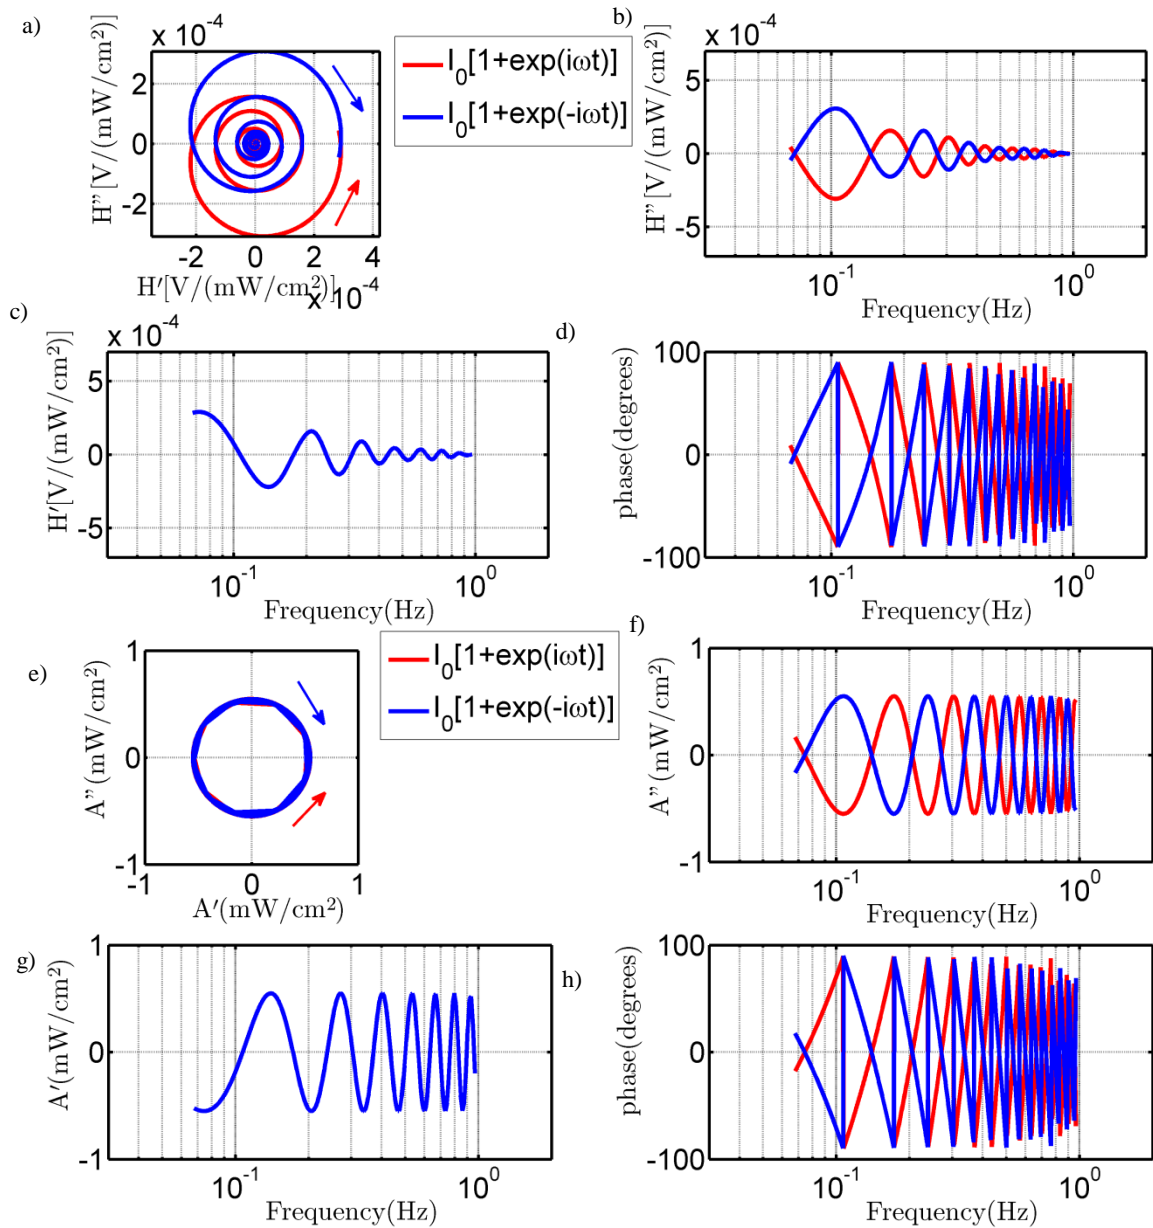 a)
x 10^-4
H''[V/(mW/cm²)]
2
0
-2
-2 0 2 4
H'[V/(mW/cm²)]
x 10^-4
I_0[1+exp(iωt)]
I_0[1+exp(-iωt)]
b)
x 10^-4
H''[V/(mW/cm²)]
5
0
-5
10^-1 10^0
Frequency(Hz)
c)
x 10^-4
H'[V/(mW/cm²)]
5
0
-5
10^-1 10^0
Frequency(Hz)
d)
phase(degrees)
100
0
-100
10^-1 10^0
Frequency(Hz)
e)
A''(mW/cm²)
1
0
-1
-1 0 1
A'(mW/cm²)
I_0[1+exp(iωt)]
I_0[1+exp(-iωt)]
f)
A''(mW/cm²)
1
0
-1
10^-1 10^0
Frequency(Hz)
g)
A'(mW/cm²)
1
0
-1
10^-1 10^0
Frequency(Hz)
h)
phase(degrees)
100
0
-100
10^-1 10^0
Frequency(Hz)